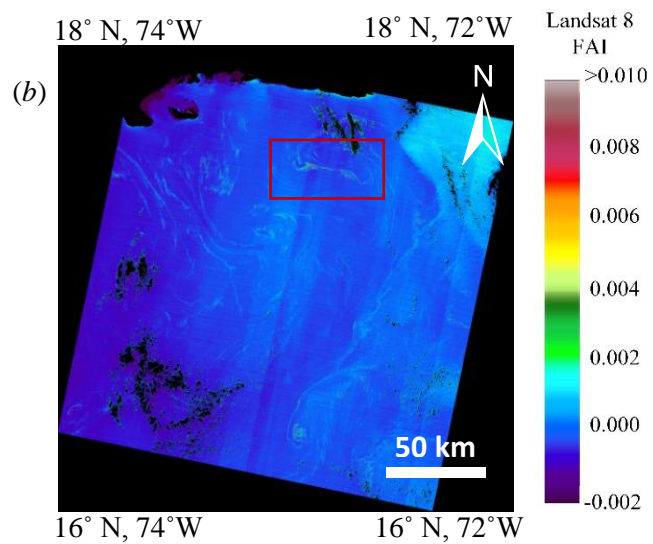 18˚ N, 74˚W
18˚ N, 72˚W
Landsat 8
FAI
(b)
N
>0.010
0.008
0.006
0.004
0.002
0.000
-0.002
50 km
16˚ N, 74˚W
16˚ N, 72˚W